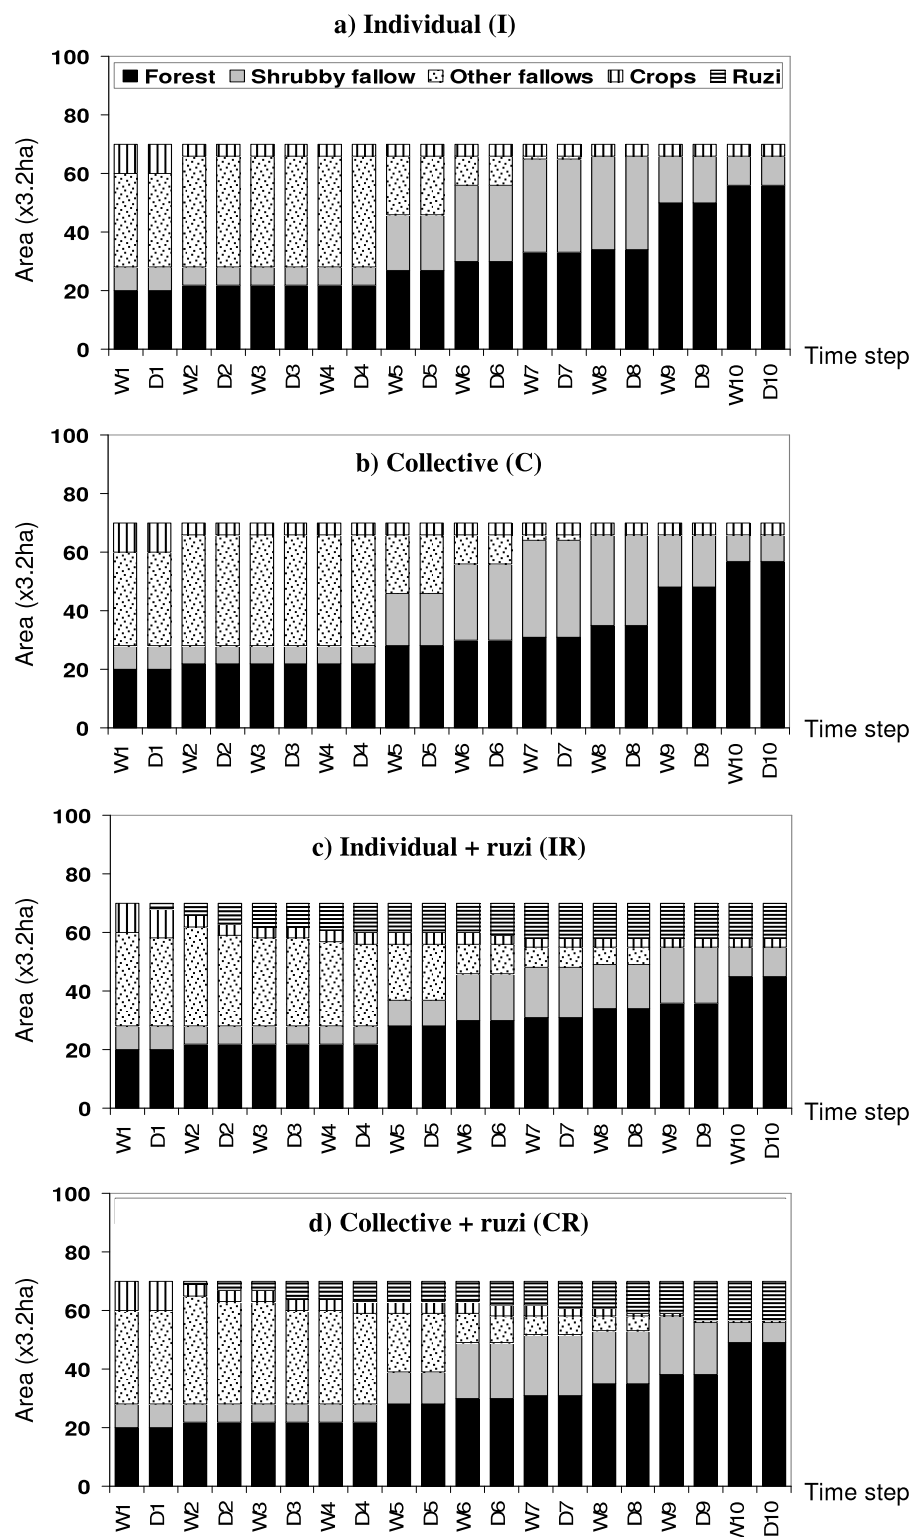 a) Individual (I)
100
Forest Shrubby fallow Other fallows Crops Ruzi
80
60
40
20
0
Area (x3.2ha)
Time step
W1 D1 W2 D2 W3 D3 W4 D4 W5 D5 W6 D6 W7 D7 W8 D8 W9 D9 W10 D10
100
b) Collective (C)
80
60
40
20
0
Area (x3.2ha)
Time step
W1 D1 W2 D2 W3 D3 W4 D4 W5 D5 W6 D6 W7 D7 W8 D8 W9 D9 W10 D10
100
c) Individual + ruzi (IR)
80
60
40
20
0
Area (x3.2ha)
Time step
W1 D1 W2 D2 W3 D3 W4 D4 W5 D5 W6 D6 W7 D7 W8 D8 W9 D9 W10 D10
100
d) Collective + ruzi (CR)
80
60
40
20
0
Area (x3.2ha)
Time step
W1 D1 W2 D2 W3 D3 W4 D4 W5 D5 W6 D6 W7 D7 W8 D8 W9 D9 W10 D10